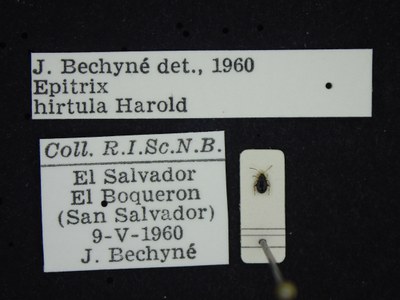 J. Bechyné det., 1960
Epitrix
hirtula Harold
Coll. R.I.Sc.N.B.
El Salvador
El Boqueron
(San Salvador)
9-V-1960
J. Bechyné